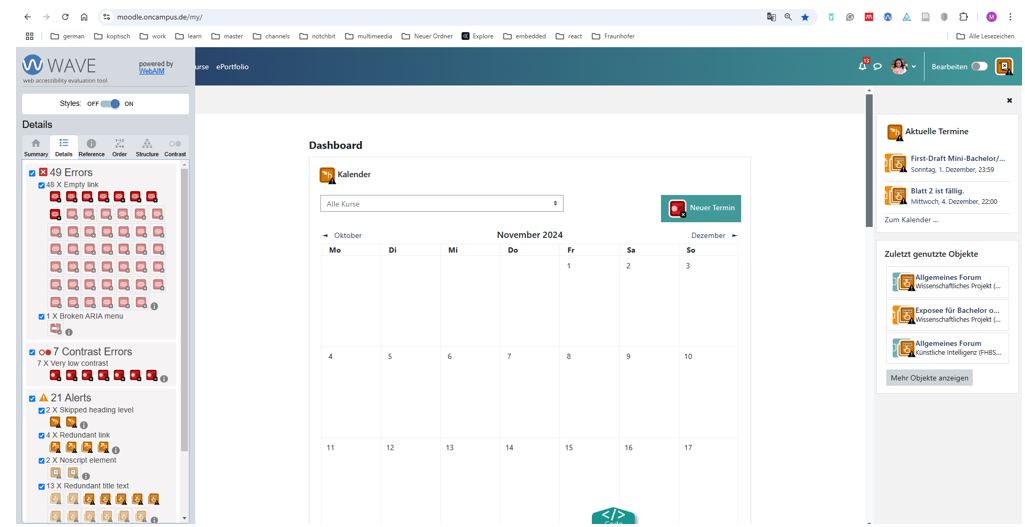 moodle.oncampus.de/my/
german
koptisch
work
learn
master
channels
notchbit
multimeedia
Neuer Ordner
Explore
embedded
react
Fraunhofer
Alle Lesezeichen
WAVE
web accessibility evaluation tool
powered by
WebAIM
urse ePortfolio
13
Bearbeiten
Styles: OFF ON
Details
Summary Details Reference Order Structure Contrast
49 Errors
48 X Empty link
1 X Broken ARIA menu
7 Contrast Errors
7 X Very low contrast
21 Alerts
2 X Skipped heading level
4 X Redundant link
2 X Noscript element
13 X Redundant title text
Dashboard
Kalender
Alle Kurse
Neuer Termin
Oktober
November 2024
Dezember
Mo Di Mi Do Fr Sa So
1 2 3
4 5 6 7 8 9 10
11 12 13 14 15 16 17
</>
Aktuelle Termine
First-Draft Mini-Bachelor/...
Sonntag, 1. Dezember, 23:59
Blatt 2 ist fällig.
Mittwoch, 4. Dezember, 22:00
Zum Kalender ...
Zuletzt genutzte Objekte
Allgemeines Forum
Wissenschaftliches Projekt (...
Exposee für Bachelor o...
Wissenschaftliches Projekt (...
Allgemeines Forum
Künstliche Intelligenz (FHBS...
Mehr Objekte anzeigen